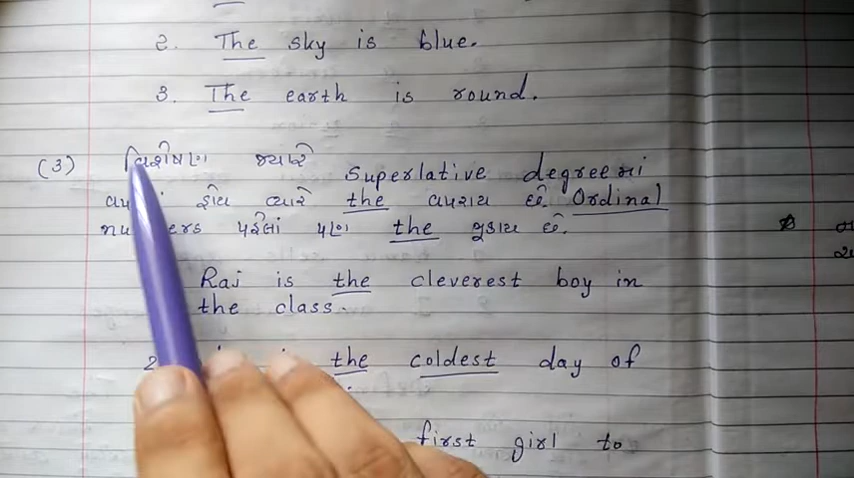 2. The sky is blue.
3. The earth is round.
(3) વિશેષણ જ્યારે Superlative degree માં
હોય ત્યારે the વપરાય છે. Ordinal
પહેલાં પણ the મુકાય છે.
Raj is the cleverest boy in
the class.
2. the coldest day of
first girl to